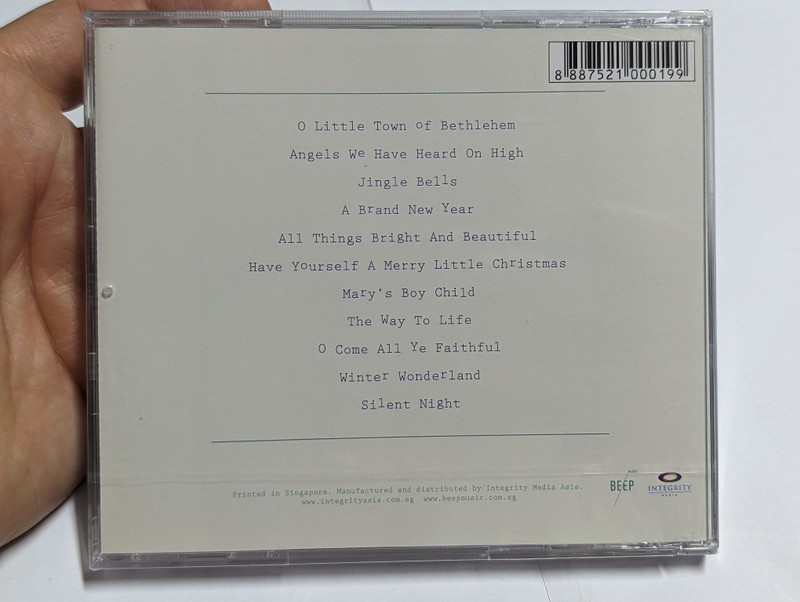 8 887521 000199
O Little Town of Bethlehem
Angels We Have Heard On High
Jingle Bells
A Brand New Year
All Things Bright And Beautiful
Have Yourself A Merry Little Christmas
Mary's Boy Child
The Way To Life
O Come All Ye Faithful
Winter Wonderland
Silent Night
Printed in Singapore. Manufactured and distributed by Integrity Media Asia.
www.integrityasia.com.sg www.beepmusic.com.sg
BEEP
INTEGRITY
MEDIA